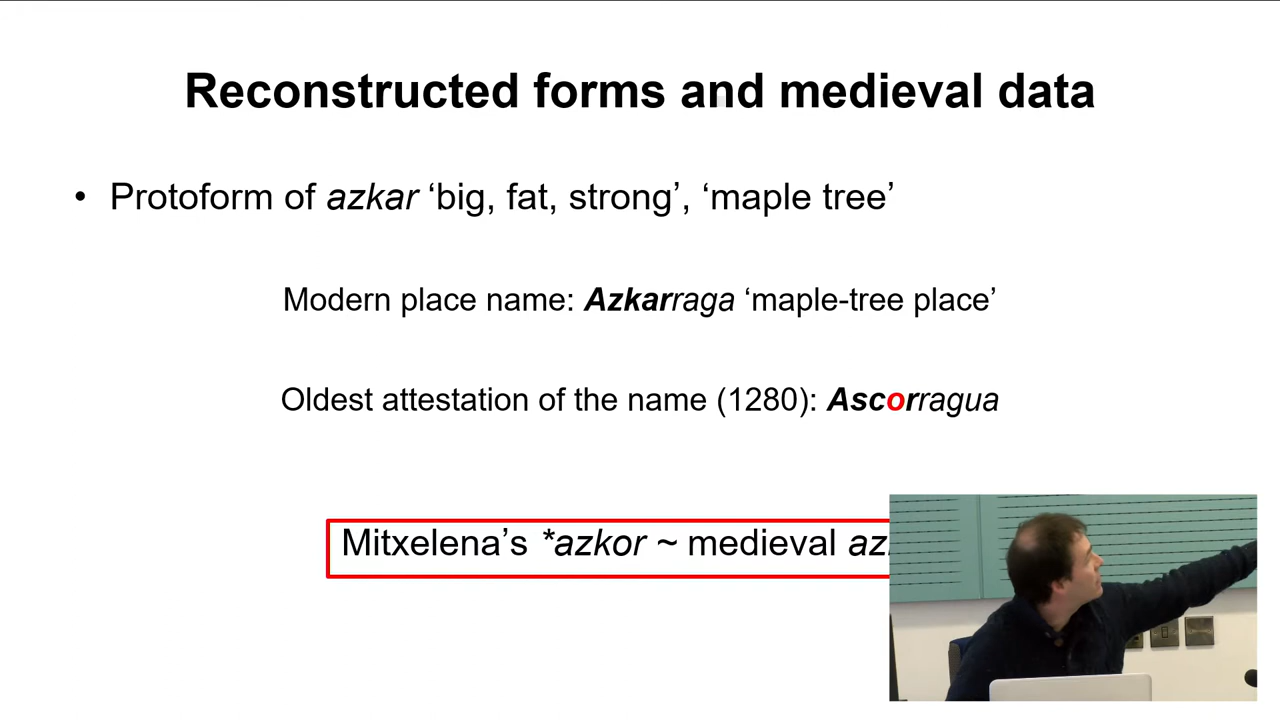 Reconstructed forms and medieval data
• Protoform of azkar ‘big, fat, strong’, ‘maple tree’
Modern place name: Azkarraga ‘maple-tree place’
Oldest attestation of the name (1280): Ascorragua
Mitxelena’s *azkor ~ medieval